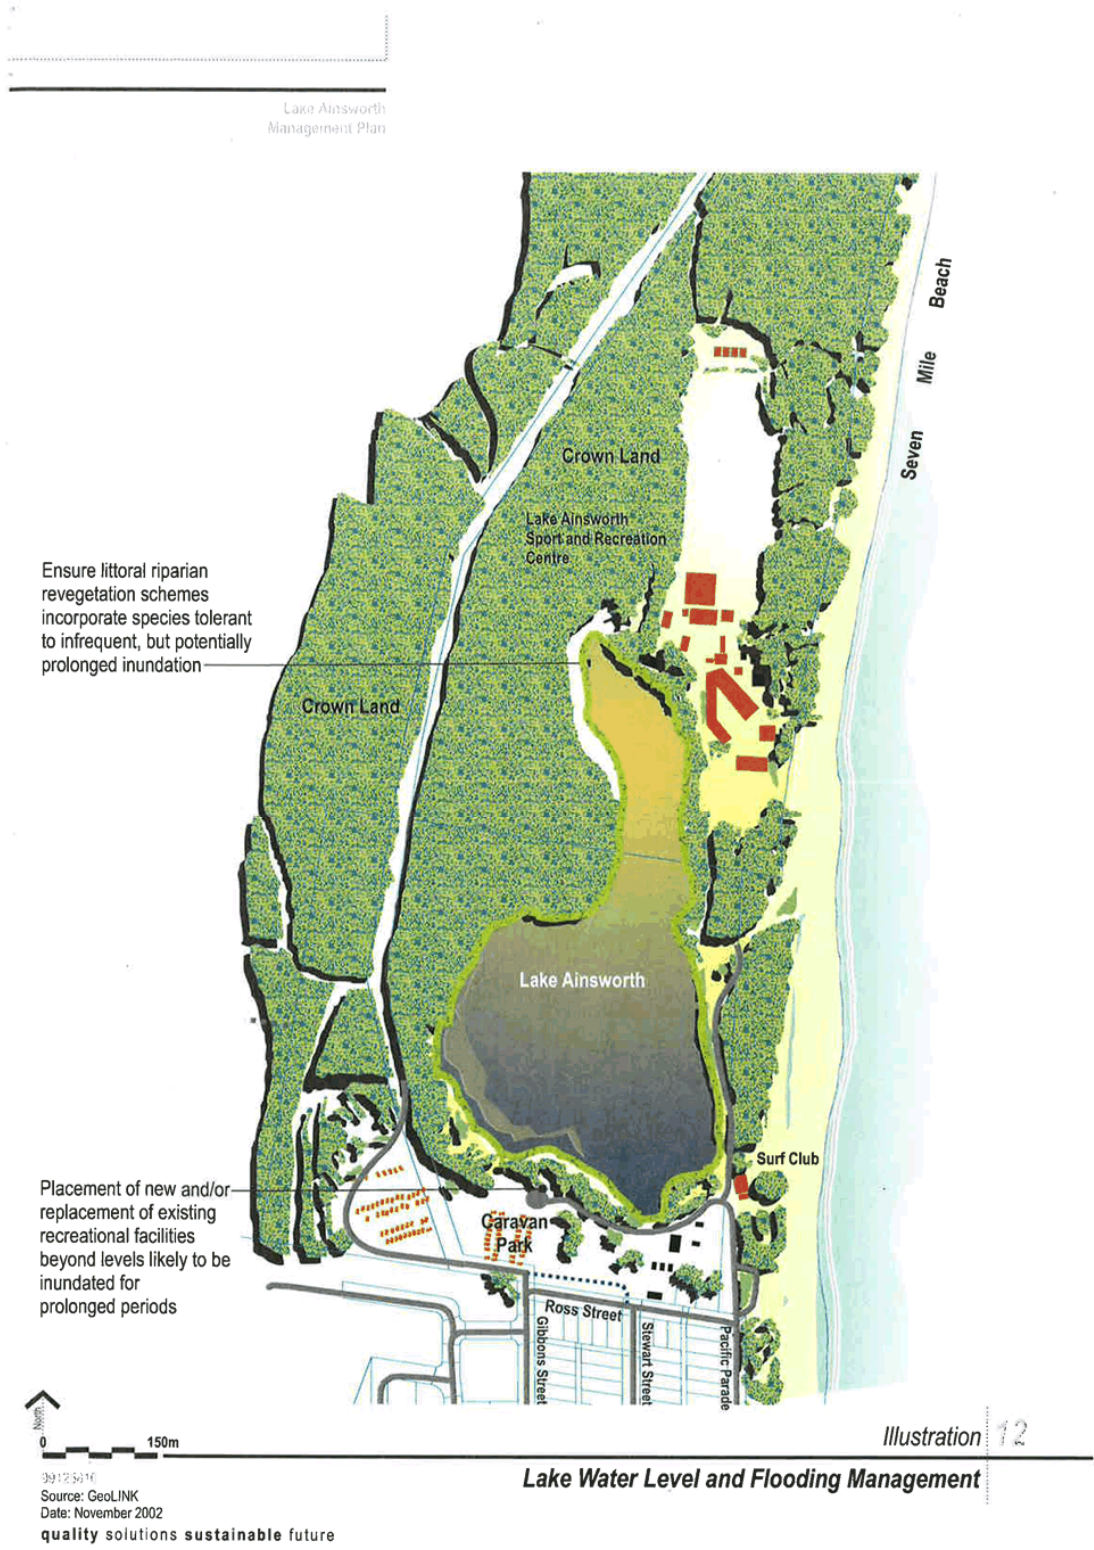 Lake Ainsworth
Management Plan
Beach
Mile
Seven
Crown Land
Lake Ainsworth
Sport and Recreation
Centre
Ensure littoral riparian
revegetation schemes
incorporate species tolerant
to infrequent, but potentially
prolonged inundation
Crown Land
Lake Ainsworth
Surf Club
Placement of new and/or
replacement of existing
recreational facilities
beyond levels likely to be
inundated for
prolonged periods
Caravan
Park
Ross Street
Gibbons Street
Stewart Street
Pacific Parade
North
0 150m
Illustration 12
Lake Water Level and Flooding Management
Source: GeoLINK
Date: November 2002
quality solutions sustainable future